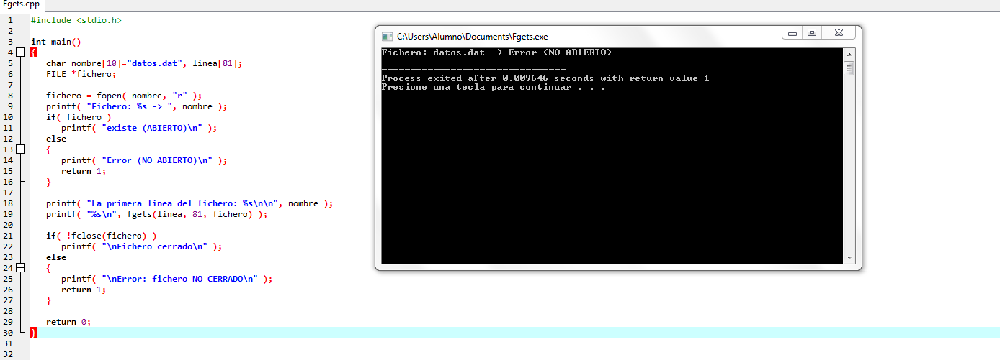 Fgets.cpp
1 #include <stdio.h>
2
3 int main()
4 {
5 char nombre[10]="datos.dat", linea[81];
6 FILE *fichero;
7
8 fichero = fopen( nombre, "r" );
9 printf( "Fichero: %s -> ", nombre );
10 if( fichero )
11 printf( "existe (ABIERTO)\n" );
12 else
13 {
14 printf( "Error (NO ABIERTO)\n" );
15 return 1;
16 }
17
18 printf( "La primera linea del fichero: %s\n\n", nombre );
19 printf( "%s\n", fgets(linea, 81, fichero) );
20
21 if( !fclose(fichero) )
22 printf( "\nFichero cerrado\n" );
23 else
24 {
25 printf( "\nError: fichero NO CERRADO\n" );
26 return 1;
27 }
28
29 return 0;
30 }
31
32
C:\Users\Alumno\Documents\Fgets.exe
Fichero: datos.dat -> Error (NO ABIERTO)
--------------------------------
Process exited after 0.009646 seconds with return value 1
Presione una tecla para continuar . . .